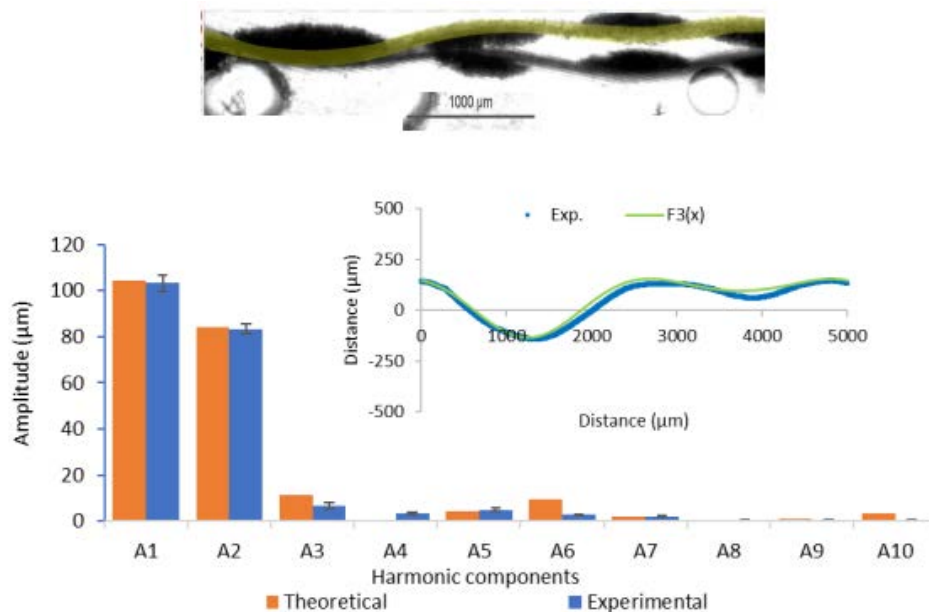 1000 µm
500
250
0
-250
-500
Distance (µm)
Exp.
F3(x)
0 1000 2000 3000 4000 5000
Distance (µm)
120
100
80
60
40
20
0
Amplitude (µm)
A1 A2 A3 A4 A5 A6 A7 A8 A9 A10
Harmonic components
Theoretical Experimental